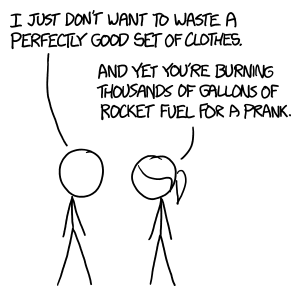 I JUST DON'T WANT TO WASTE A
PERFECTLY GOOD SET OF CLOTHES.
AND YET YOU'RE BURNING
THOUSANDS OF GALLONS OF
ROCKET FUEL FOR A PRANK.